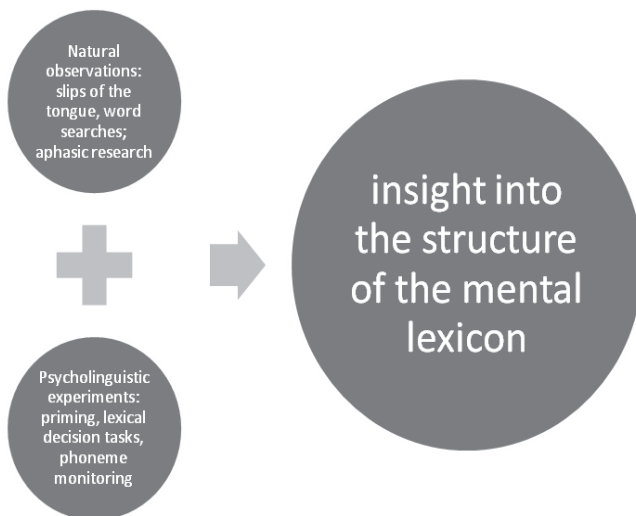 Natural
observations:
slips of the
tongue, word
searches;
aphasic research
Psycholinguistic
experiments:
priming, lexical
decision tasks,
phoneme
monitoring
insight into
the structure
of the mental
lexicon